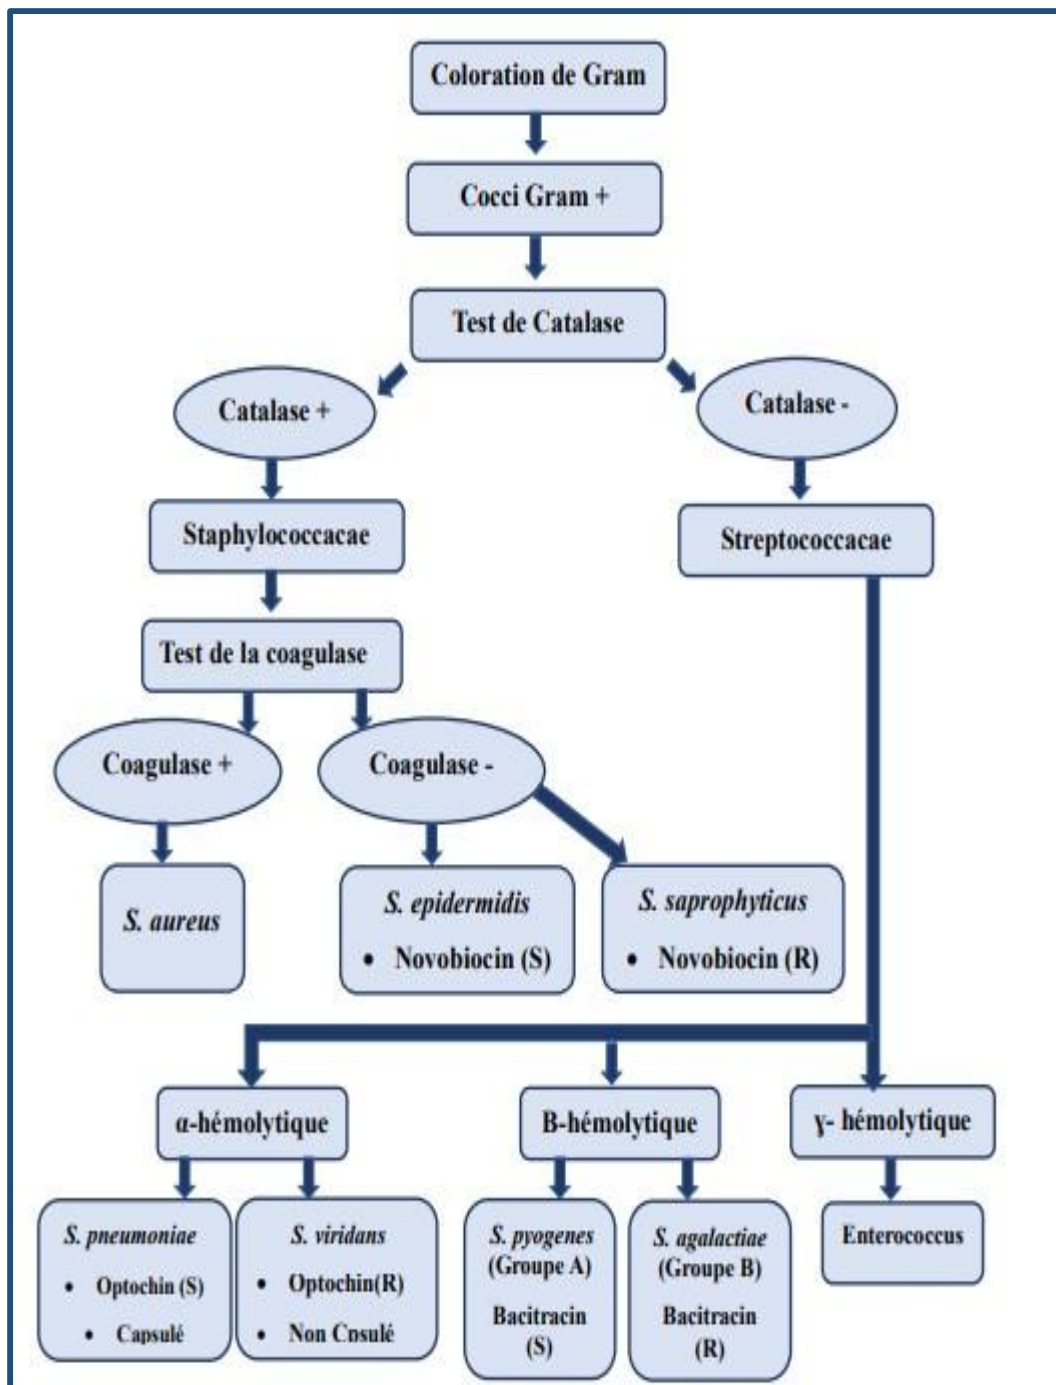 Coloration de Gram
Cocci Gram +
Test de Catalase
Catalase +
Catalase -
Staphylococcacae
Streptococcacae
Test de la coagulase
Coagulase +
Coagulase -
S. aureus
S. epidermidis
• Novobiocin (S)
S. saprophyticus
• Novobiocin (R)
α-hémolytique
B-hémolytique
ɣ- hémolytique
S. pneumoniae
• Optochin (S)
• Capsulé
S. viridans
• Optochin(R)
• Non Cpsulé
S. pyogenes
(Groupe A)
Bacitracin
(S)
S. agalactiae
(Groupe B)
Bacitracin
(R)
Enterococcus